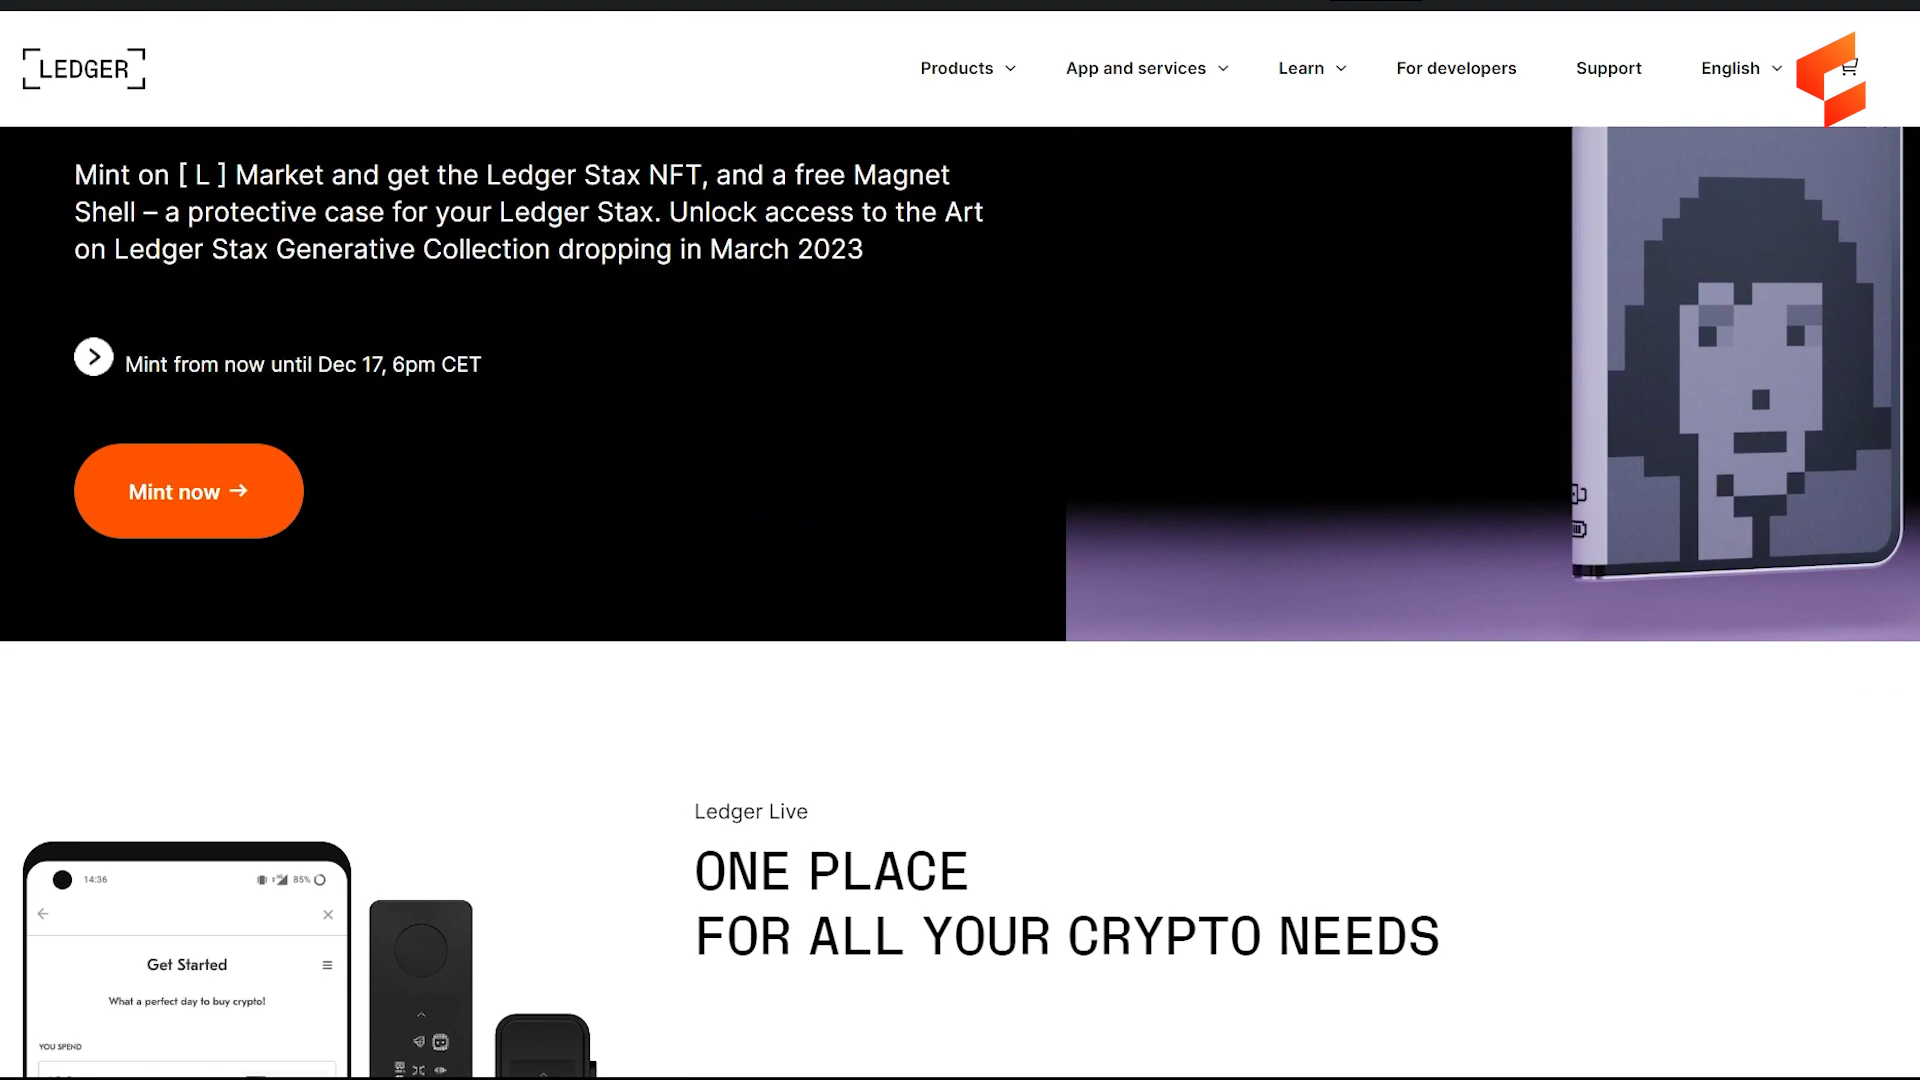 LEDGER
Products
App and services
Learn
For developers
Support
English
Mint on [ L ] Market and get the Ledger Stax NFT, and a free Magnet
Shell – a protective case for your Ledger Stax. Unlock access to the Art
on Ledger Stax Generative Collection dropping in March 2023
Mint from now until Dec 17, 6pm CET
Mint now →
Ledger Live
ONE PLACE
FOR ALL YOUR CRYPTO NEEDS
14:36
85%
Get Started
What a perfect day to buy crypto!
YOU SPEND